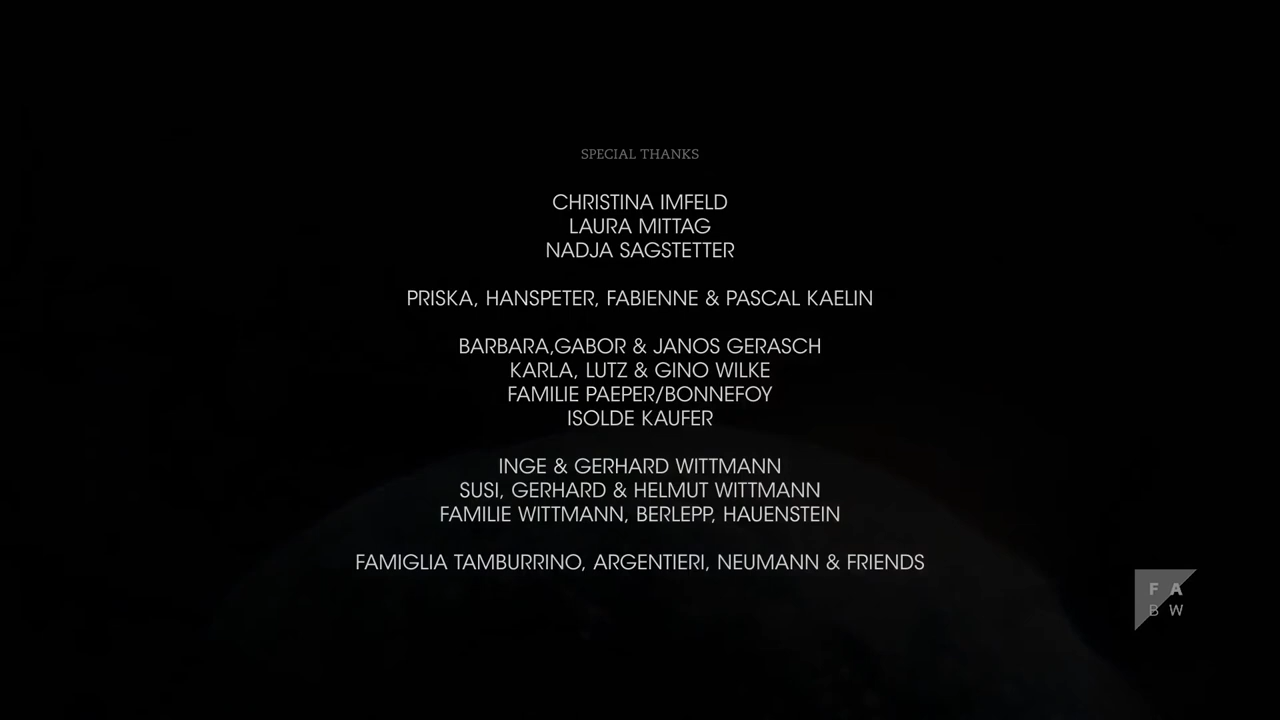 SPECIAL THANKS
CHRISTINA IMFELD
LAURA MITTAG
NADJA SAGSTETTER
PRISKA, HANSPETER, FABIENNE & PASCAL KAELIN
BARBARA,GABOR & JANOS GERASCH
KARLA, LUTZ & GINO WILKE
FAMILIE PAEPER/BONNEFOY
ISOLDE KAUFER
INGE & GERHARD WITTMANN
SUSI, GERHARD & HELMUT WITTMANN
FAMILIE WITTMANN, BERLEPP, HAUENSTEIN
FAMIGLIA TAMBURRINO, ARGENTIERI, NEUMANN & FRIENDS
F A
B W